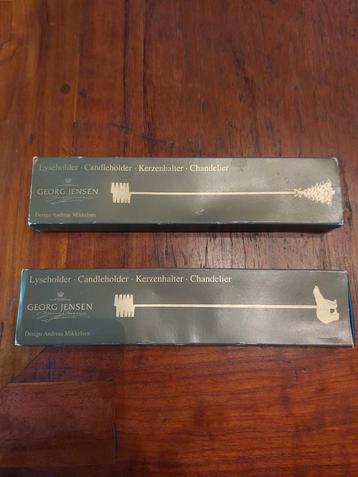 Lyseholder · Candleholder · Kerzenhalter · Chandelier
GEORG JENSEN
Design Andreas Mikkelsen
Lyseholder · Candleholder · Kerzenhalter · Chandelier
GEORG JENSEN
Design Andreas Mikkelsen